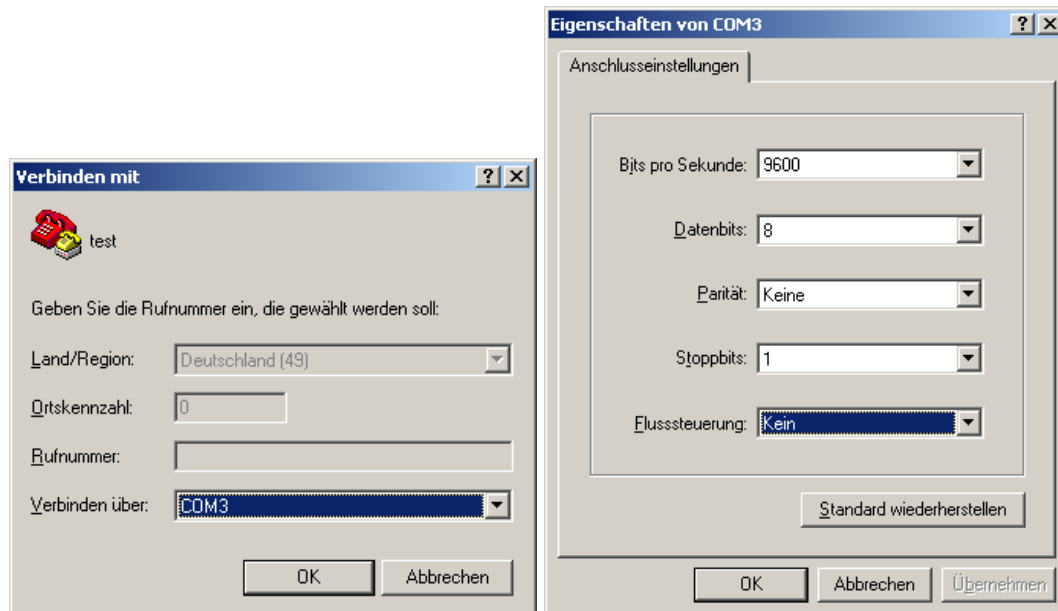 Verbinden mit
test
Geben Sie die Rufnummer ein, die gewählt werden soll:
Land/Region: Deutschland (49)
Ortskennzahl: 0
Rufnummer:
Verbinden über: COM3
OK Abbrechen
Eigenschaften von COM3
Anschlusseinstellungen
Bits pro Sekunde: 9600
Datenbits: 8
Parität: Keine
Stoppbits: 1
Flusssteuerung: Kein
Standard wiederherstellen
OK Abbrechen Übernehmen